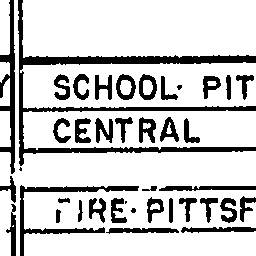 Y SCHOOL· PIT
CENTRAL
FIRE·PITTSF